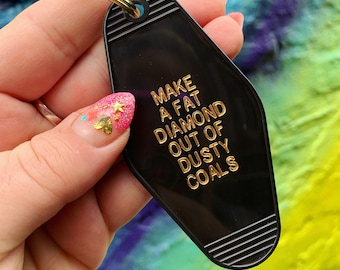 MAKE
A FAT
DIAMOND
OUT OF
DUSTY
COALS